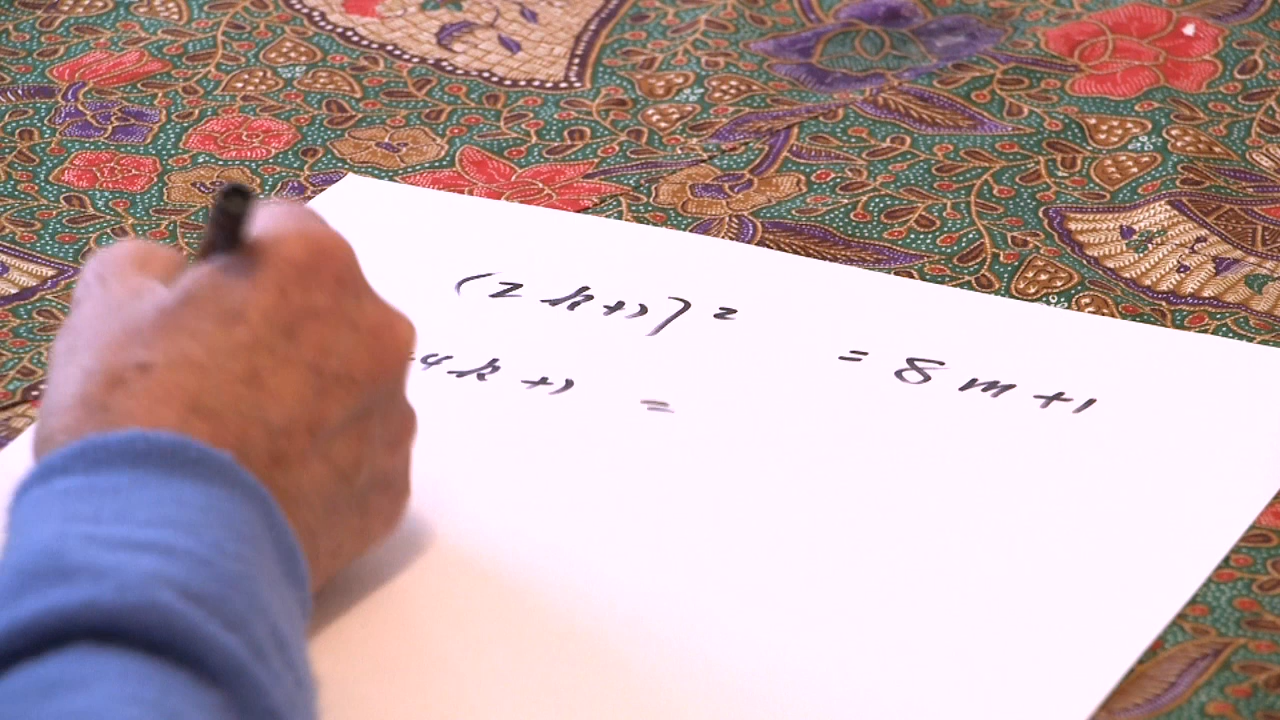 (2k+1)²
= 8m+1
4k+1 =